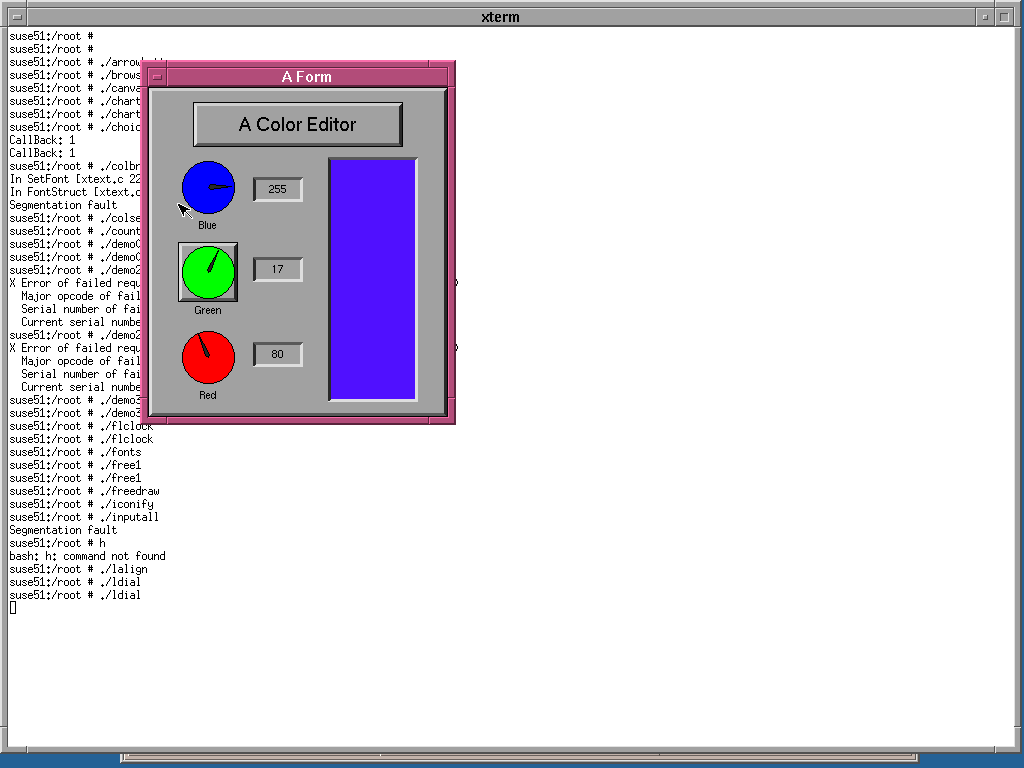 xterm
suse51:/root #
suse51:/root #
suse51:/root # ./arrow
suse51:/root # ./brows
suse51:/root # ./canva
suse51:/root # ./chart
suse51:/root # ./chart
suse51:/root # ./choic
CallBack: 1
CallBack: 1
suse51:/root # ./colbr
In SetFont [xtext.c 22
In FontStruct [xtext.c
Segmentation fault
suse51:/root # ./colse
suse51:/root # ./count
suse51:/root # ./demo
suse51:/root # ./demo
suse51:/root # ./demo2
X Error of failed requ
Major opcode of fail
Serial number of fai
Current serial numbe
suse51:/root # ./demo2
X Error of failed requ
Major opcode of fail
Serial number of fai
Current serial numbe
suse51:/root # ./demo3
suse51:/root # ./demo3
suse51:/root # ./flclock
suse51:/root # ./flclock
suse51:/root # ./fonts
suse51:/root # ./free1
suse51:/root # ./free1
suse51:/root # ./freedraw
suse51:/root # ./iconify
suse51:/root # ./inputall
Segmentation fault
suse51:/root # h
bash: h: command not found
suse51:/root # ./lalign
suse51:/root # ./ldial
suse51:/root # ./ldial
A Form
A Color Editor
255
Blue
17
Green
80
Red